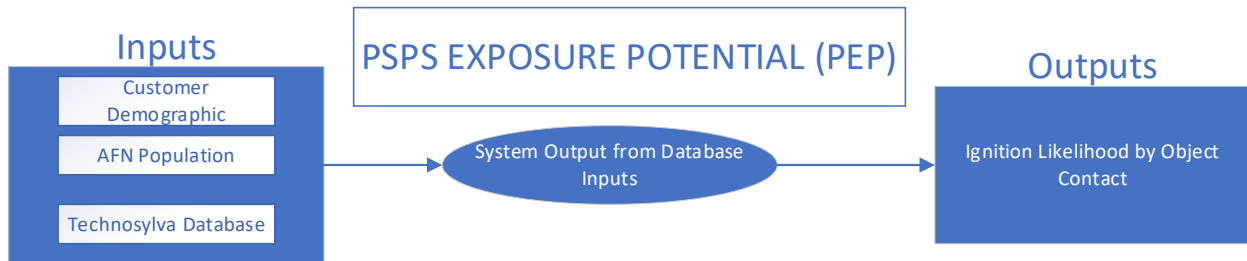 Inputs
Customer
Demographic
AFN Population
Technosylva Database
PSPS EXPOSURE POTENTIAL (PEP)
System Output from Database
Inputs
Outputs
Ignition Likelihood by Object
Contact